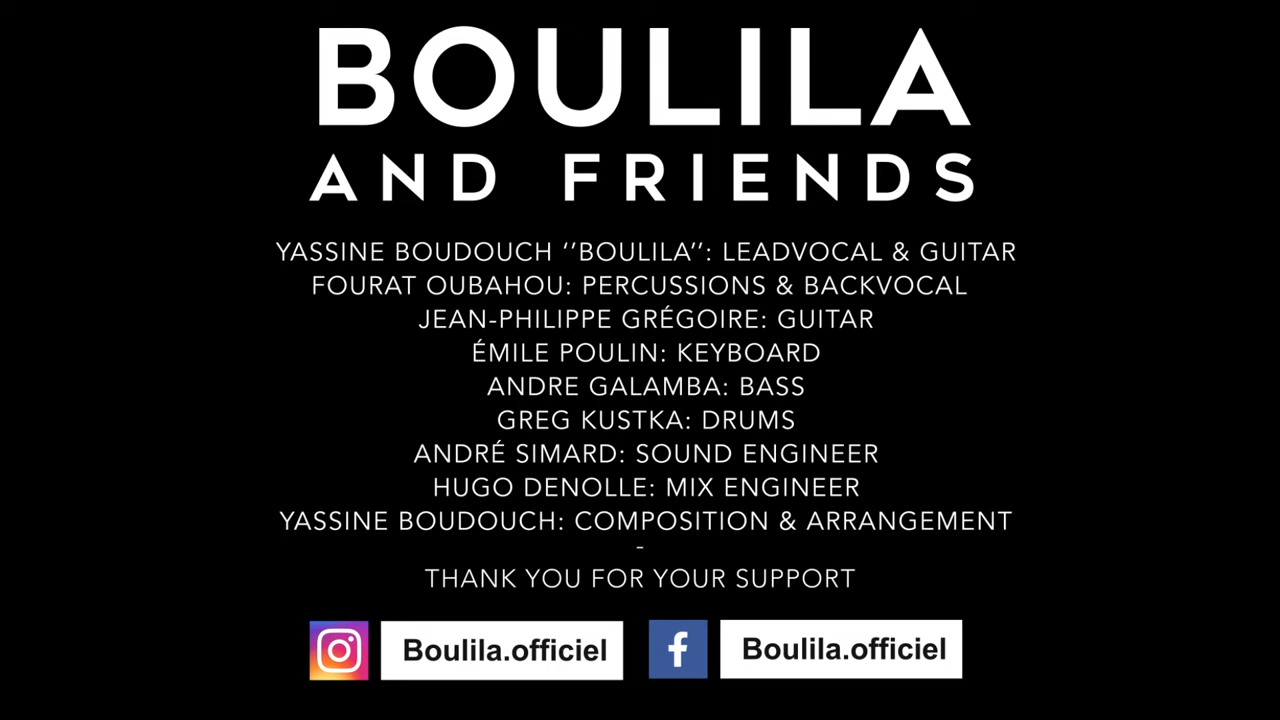 BOULILA
AND FRIENDS
YASSINE BOUDOUCH ‘’BOULILA’’: LEADVOCAL & GUITAR
FOURAT OUBAHOU: PERCUSSIONS & BACKVOCAL
JEAN-PHILIPPE GRÉGOIRE: GUITAR
ÉMILE POULIN: KEYBOARD
ANDRE GALAMBA: BASS
GREG KUSTKA: DRUMS
ANDRÉ SIMARD: SOUND ENGINEER
HUGO DENOLLE: MIX ENGINEER
YASSINE BOUDOUCH: COMPOSITION & ARRANGEMENT
-
THANK YOU FOR YOUR SUPPORT
Boulila.officiel
Boulila.officiel